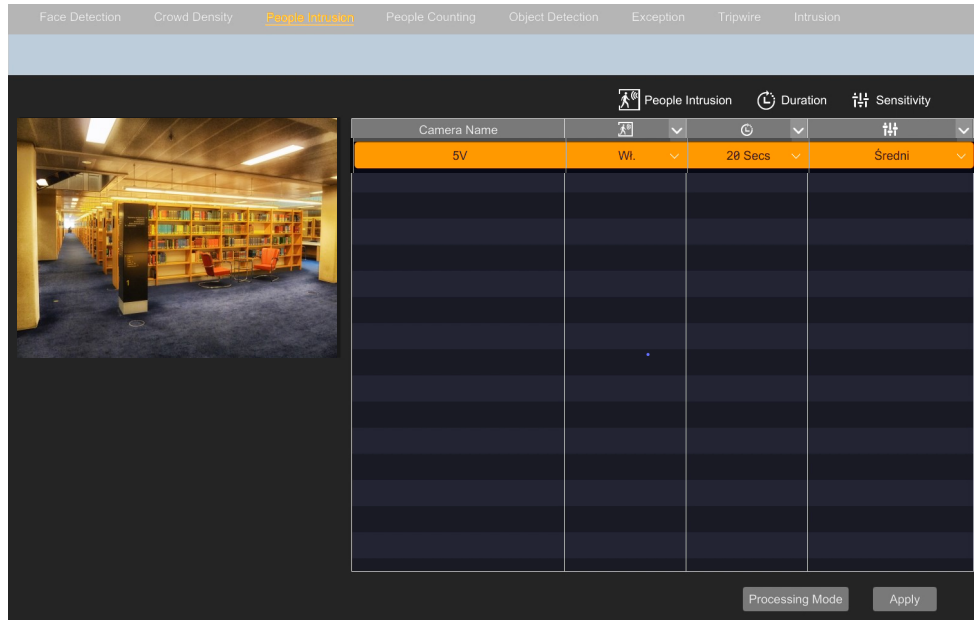 Face Detection Crowd Density People Intrusion People Counting Object Detection Exception Tripwire Intrusion
People Intrusion Duration Sensitivity
Camera Name
5V Wł. 20 Secs Średni
1
Processing Mode Apply